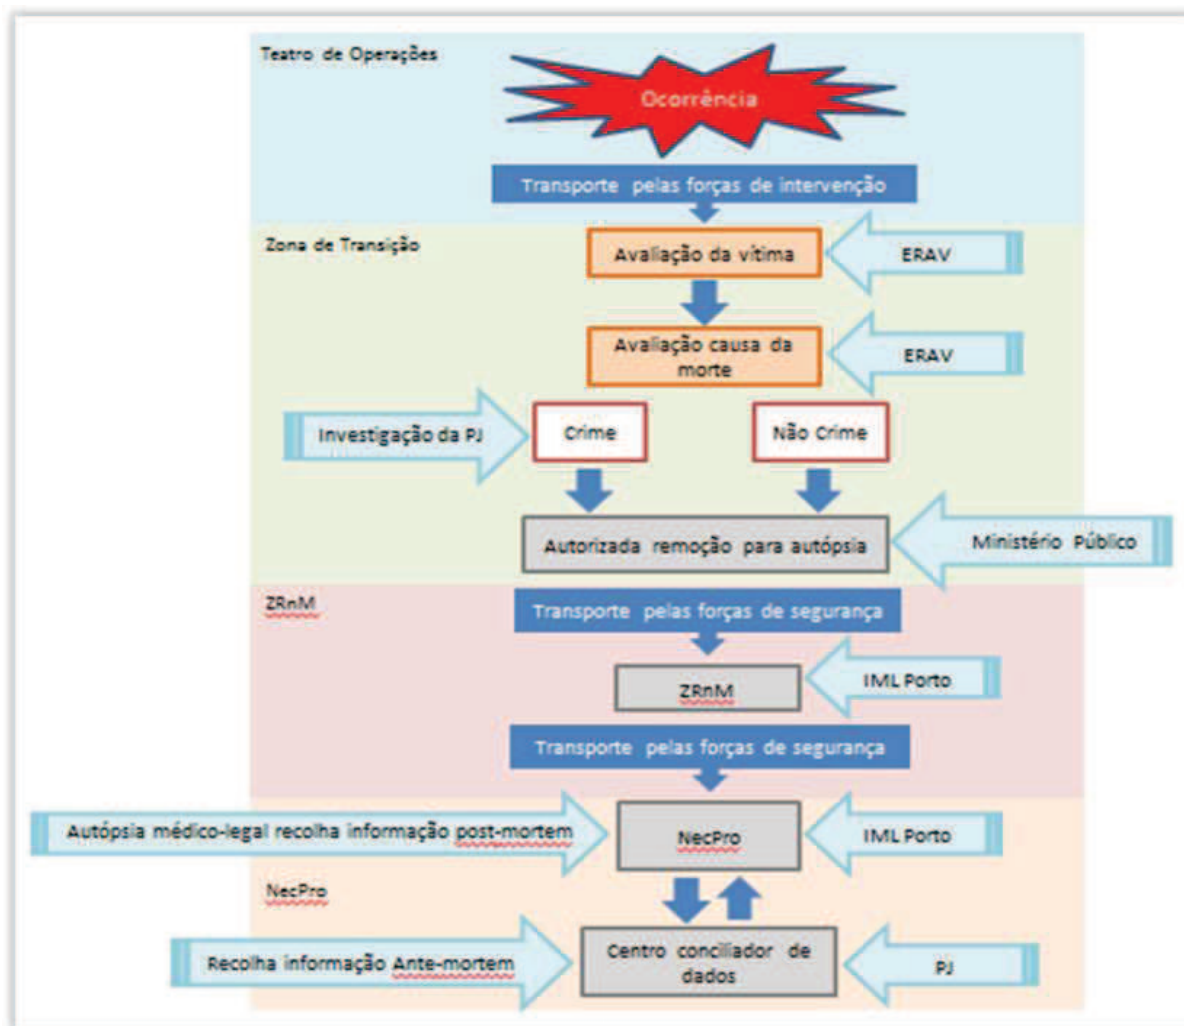 Teatro de Operações
Ocorrência
Transporte pelas forças de intervenção
Zona de Transição
Avaliação da vítima
ERAV
Avaliação causa da
morte
ERAV
Investigação da PJ
Crime
Não Crime
Autorizada remoção para autópsia
Ministério Público
ZRnM
Transporte pelas forças de segurança
ZRnM
IML Porto
Transporte pelas forças de segurança
Autópsia médico-legal recolha informação post-mortem
NecPro
IML Porto
NecPro
Recolha informação Ante-mortem
Centro conciliador de
dados
PJ